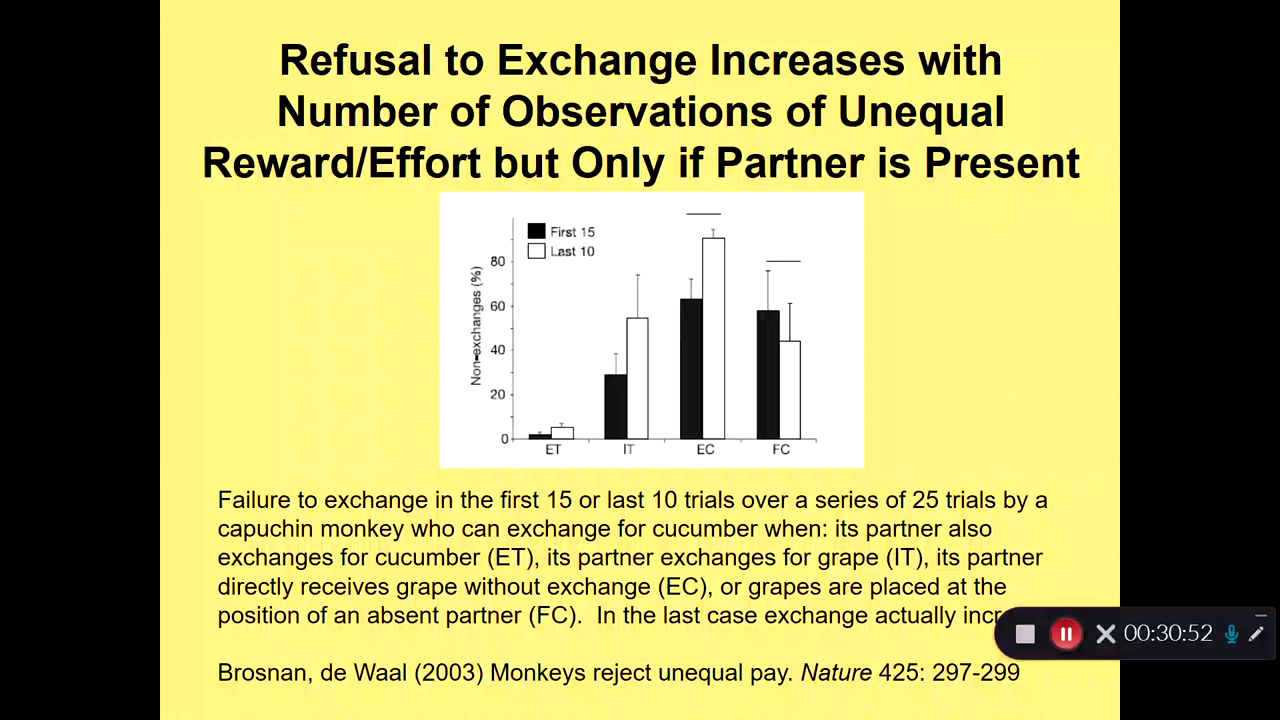 Refusal to Exchange Increases with
Number of Observations of Unequal
Reward/Effort but Only if Partner is Present
First 15
Last 10
Non-exchanges (%)
80
60
40
20
0
ET IT EC FC
Failure to exchange in the first 15 or last 10 trials over a series of 25 trials by a
capuchin monkey who can exchange for cucumber when: its partner also
exchanges for cucumber (ET), its partner exchanges for grape (IT), its partner
directly receives grape without exchange (EC), or grapes are placed at the
position of an absent partner (FC). In the last case exchange actually
00:30:52
Brosnan, de Waal (2003) Monkeys reject unequal pay. Nature 425: 297-299